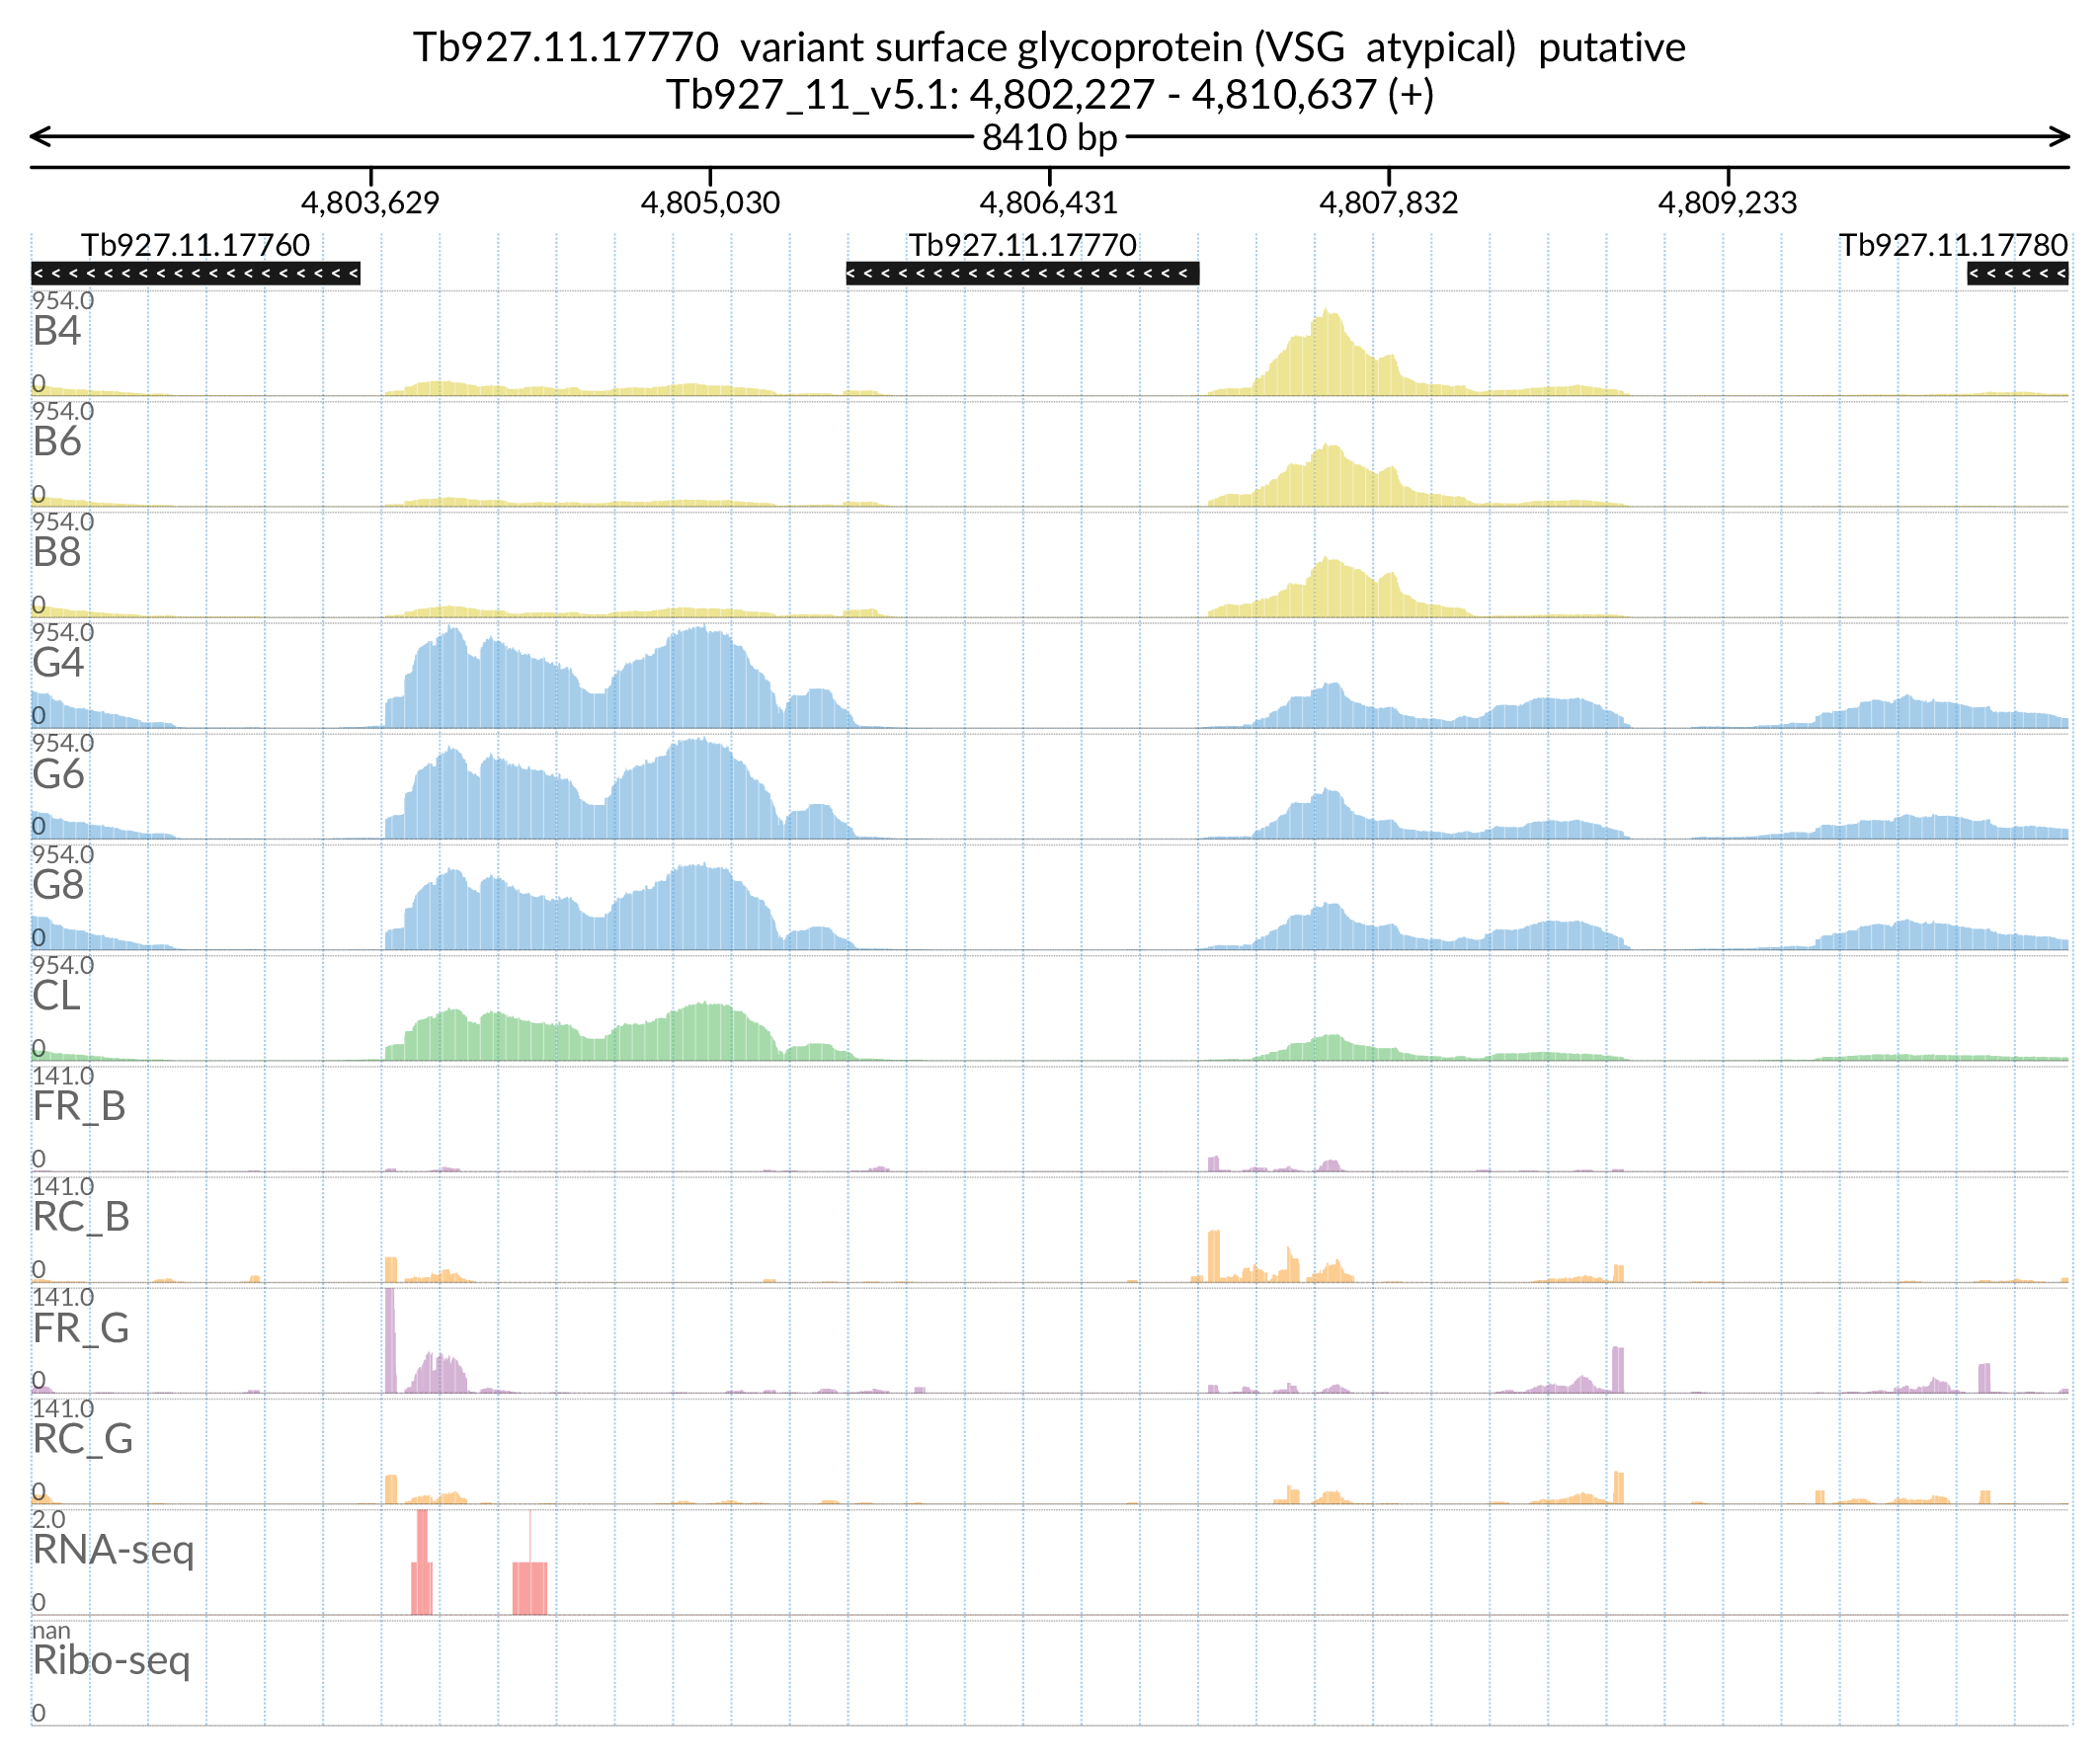 Tb927.11.17770  variant surface glycoprotein (VSG  atypical)  putative
Tb927_11_v5.1: 4,802,227 - 4,810,637 (+)
8410 bp
4,803,629 4,805,030 4,806,431 4,807,832 4,809,233
Tb927.11.17760 Tb927.11.17770 Tb927.11.17780
954.0
B4
0
954.0
B6
0
954.0
B8
0
954.0
G4
0
954.0
G6
0
954.0
G8
0
954.0
CL
0
141.0
FR_B
0
141.0
RC_B
0
141.0
FR_G
0
141.0
RC_G
0
2.0
RNA-seq
0
nan
Ribo-seq
0